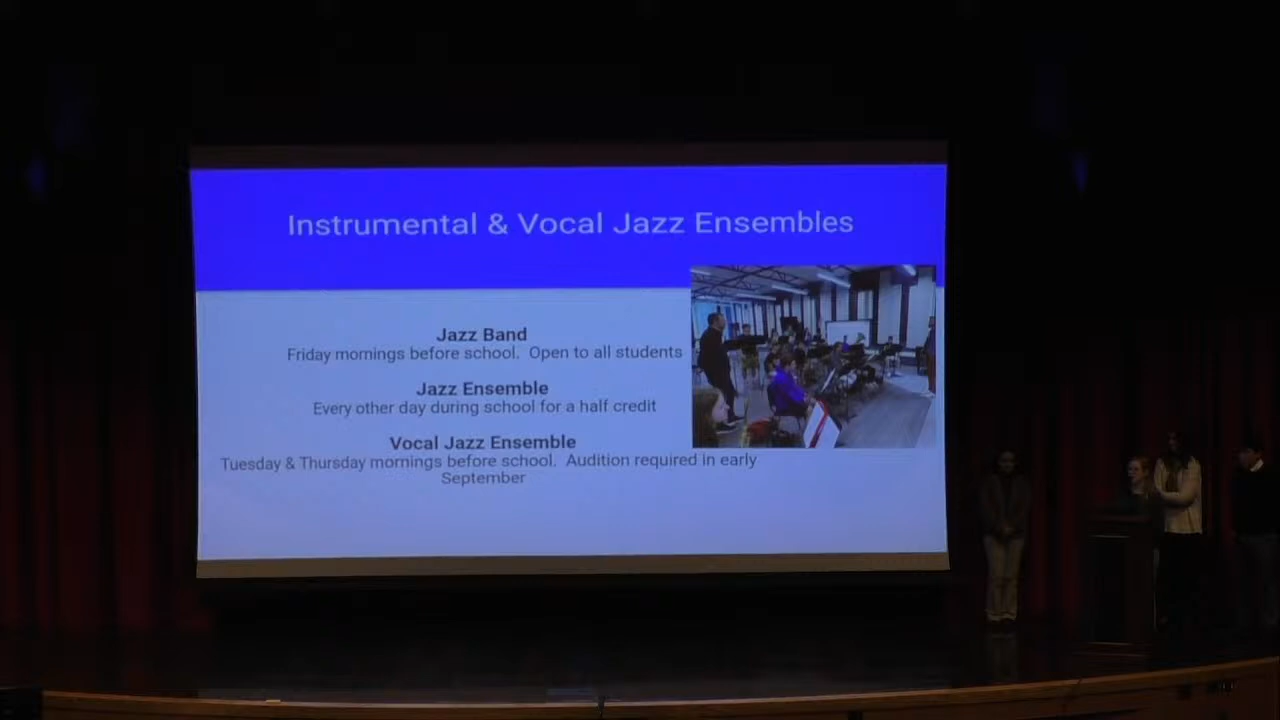 Instrumental & Vocal Jazz Ensembles
Jazz Band
Friday mornings before school.  Open to all students
Jazz Ensemble
Every other day during school for a half credit
Vocal Jazz Ensemble
Tuesday & Thursday mornings before school.  Audition required in early
September